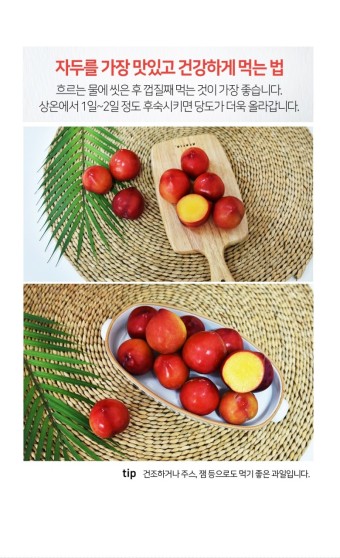 자두를 가장 맛있고 건강하게 먹는 법
흐르는 물에 씻은 후 껍질째 먹는 것이 가장 좋습니다.
상온에서 1일~2일 정도 후숙시키면 당도가 더욱 올라갑니다.
tip 건조하거나 주스, 잼 등으로도 먹기 좋은 과일입니다.